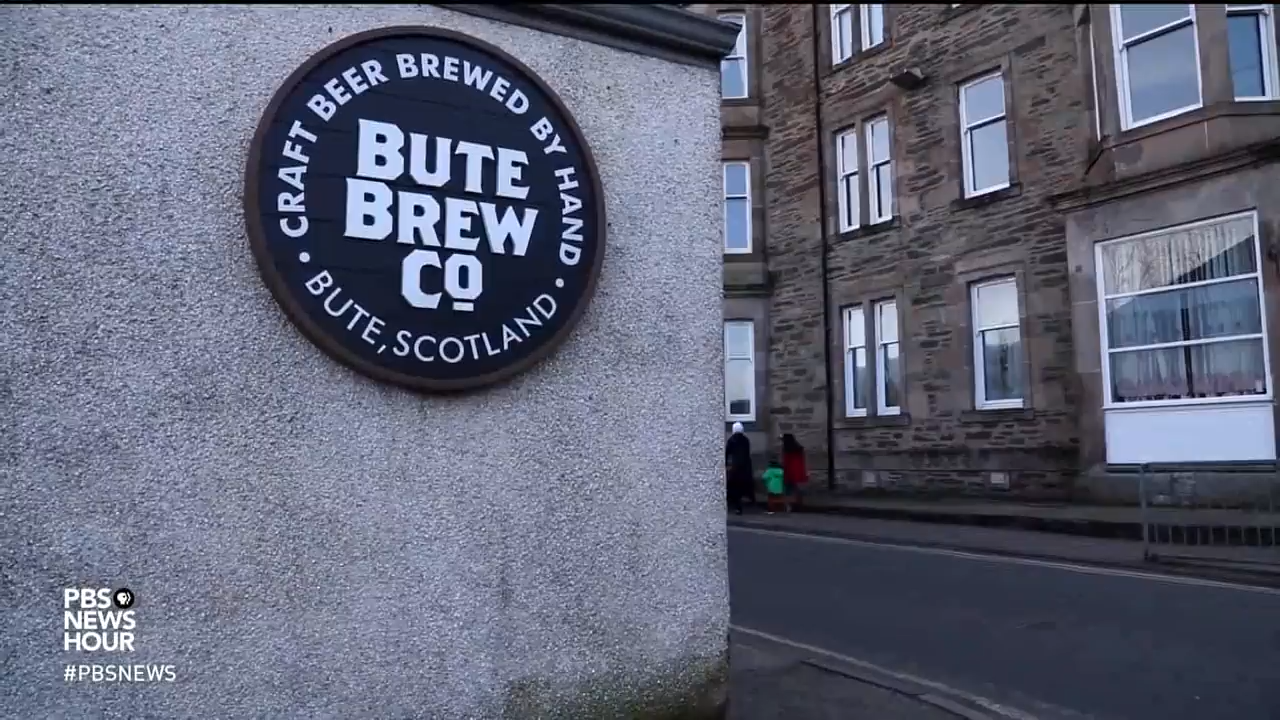 CRAFT BEER BREWED BY HAND
BUTE
BREW
CO
• BUTE, SCOTLAND •
PBS
NEWS
HOUR
#PBSNEWS